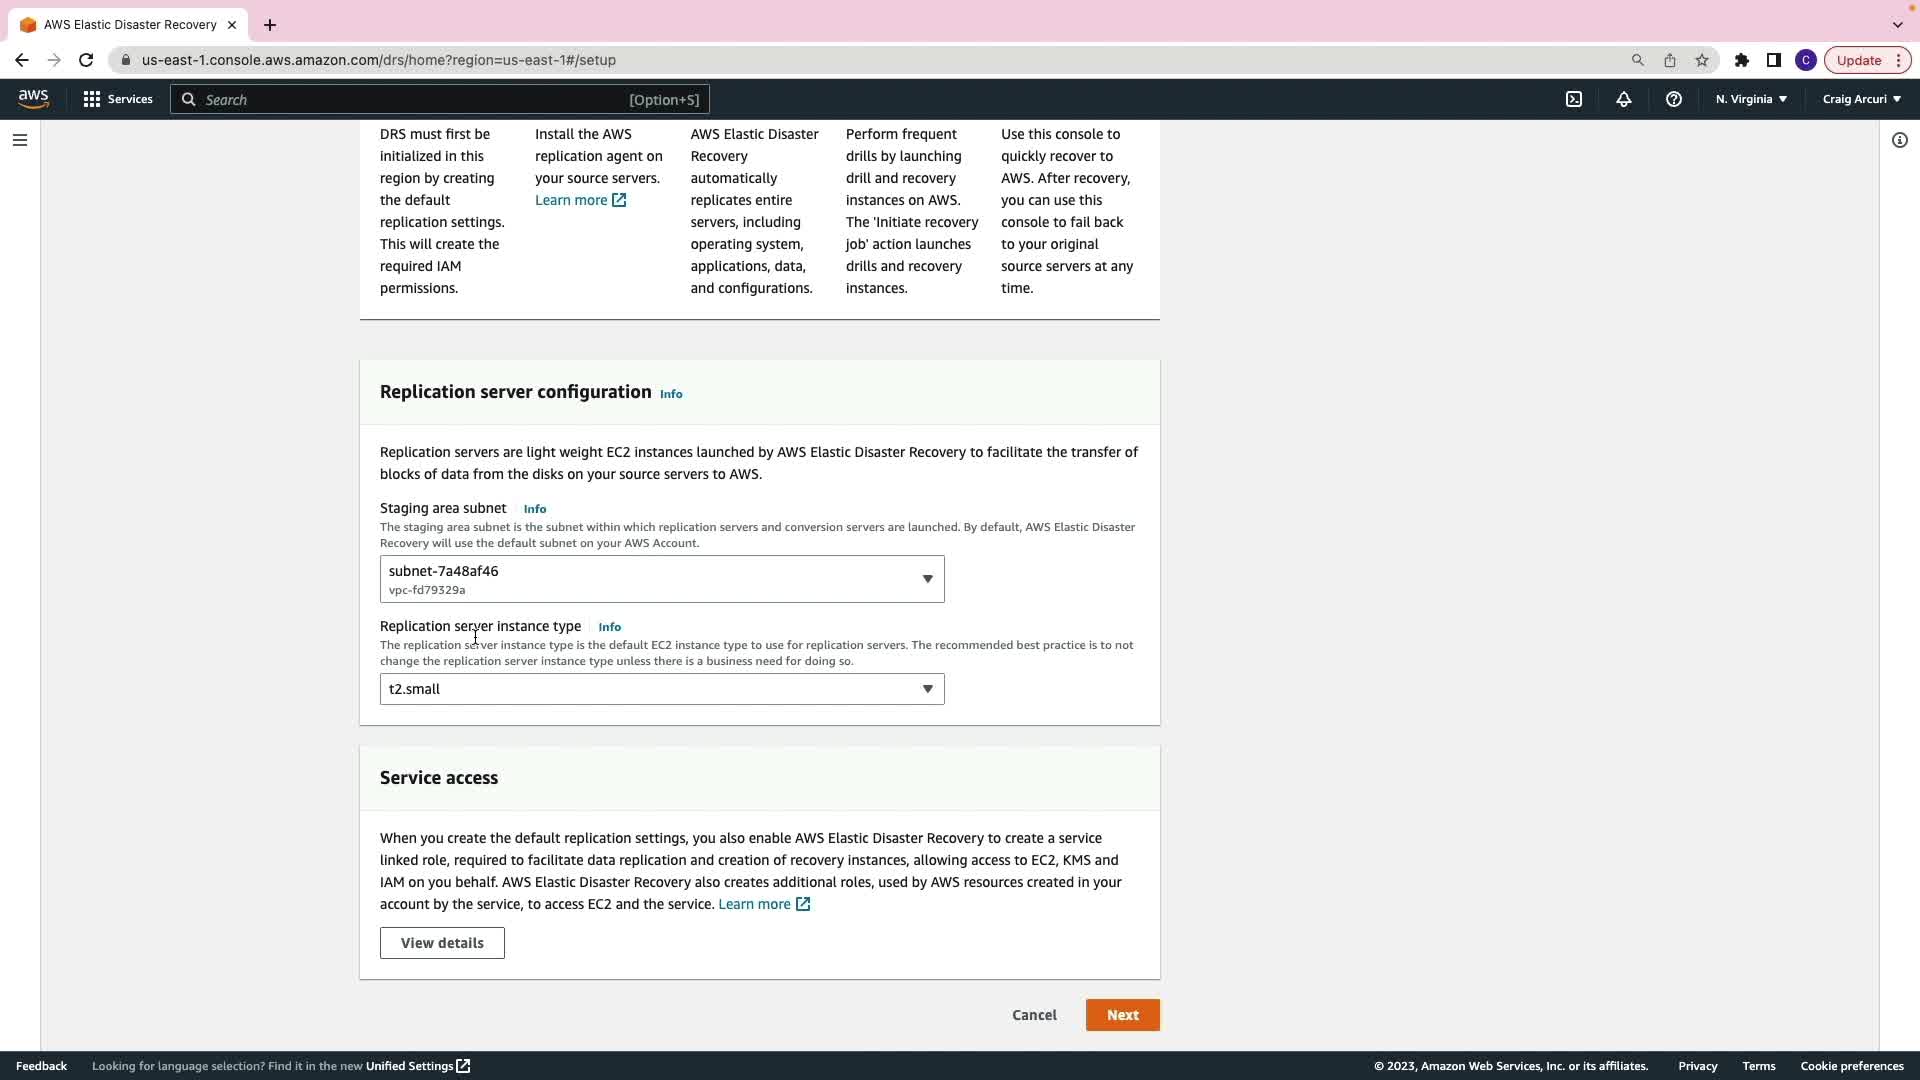 AWS Elastic Disaster Recovery
us-east-1.console.aws.amazon.com/drs/home?region=us-east-1#/setup
C
Update
aws
Services
Search
[Option+S]
N. Virginia
Craig Arcuri
DRS must first be
initialized in this
region by creating
the default
replication settings.
This will create the
required IAM
permissions.
Install the AWS
replication agent on
your source servers.
Learn more
AWS Elastic Disaster
Recovery
automatically
replicates entire
servers, including
operating system,
applications, data,
and configurations.
Perform frequent
drills by launching
drill and recovery
instances on AWS.
The 'Initiate recovery
job' action launches
drills and recovery
instances.
Use this console to
quickly recover to
AWS. After recovery,
you can use this
console to fail back
to your original
source servers at any
time.
Replication server configuration Info
Replication servers are light weight EC2 instances launched by AWS Elastic Disaster Recovery to facilitate the transfer of
blocks of data from the disks on your source servers to AWS.
Staging area subnet Info
The staging area subnet is the subnet within which replication servers and conversion servers are launched. By default, AWS Elastic Disaster
Recovery will use the default subnet on your AWS Account.
subnet-7a48af46
vpc-fd79329a
Replication server instance type Info
The replication server instance type is the default EC2 instance type to use for replication servers. The recommended best practice is to not
change the replication server instance type unless there is a business need for doing so.
t2.small
Service access
When you create the default replication settings, you also enable AWS Elastic Disaster Recovery to create a service
linked role, required to facilitate data replication and creation of recovery instances, allowing access to EC2, KMS and
IAM on you behalf. AWS Elastic Disaster Recovery also creates additional roles, used by AWS resources created in your
account by the service, to access EC2 and the service. Learn more
View details
Cancel
Next
Feedback
Looking for language selection? Find it in the new Unified Settings
© 2023, Amazon Web Services, Inc. or its affiliates.
Privacy
Terms
Cookie preferences